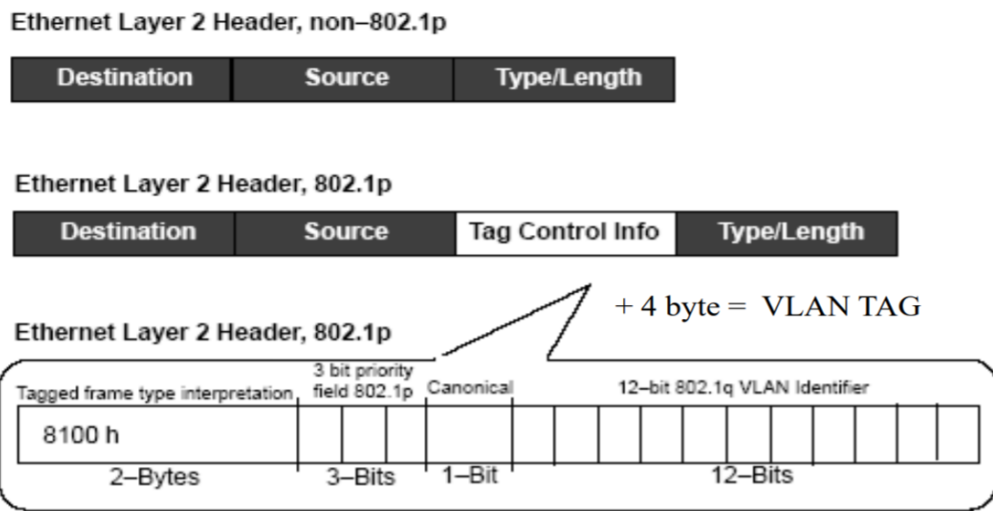 Ethernet Layer 2 Header, non–802.1p
Destination Source Type/Length
Ethernet Layer 2 Header, 802.1p
Destination Source Tag Control Info Type/Length
+ 4 byte = VLAN TAG
Ethernet Layer 2 Header, 802.1p
3 bit priority
Tagged frame type interpretation field 802.1p Canonical 12–bit 802.1q VLAN Identifier
8100 h
2–Bytes 3–Bits 1–Bit 12–Bits